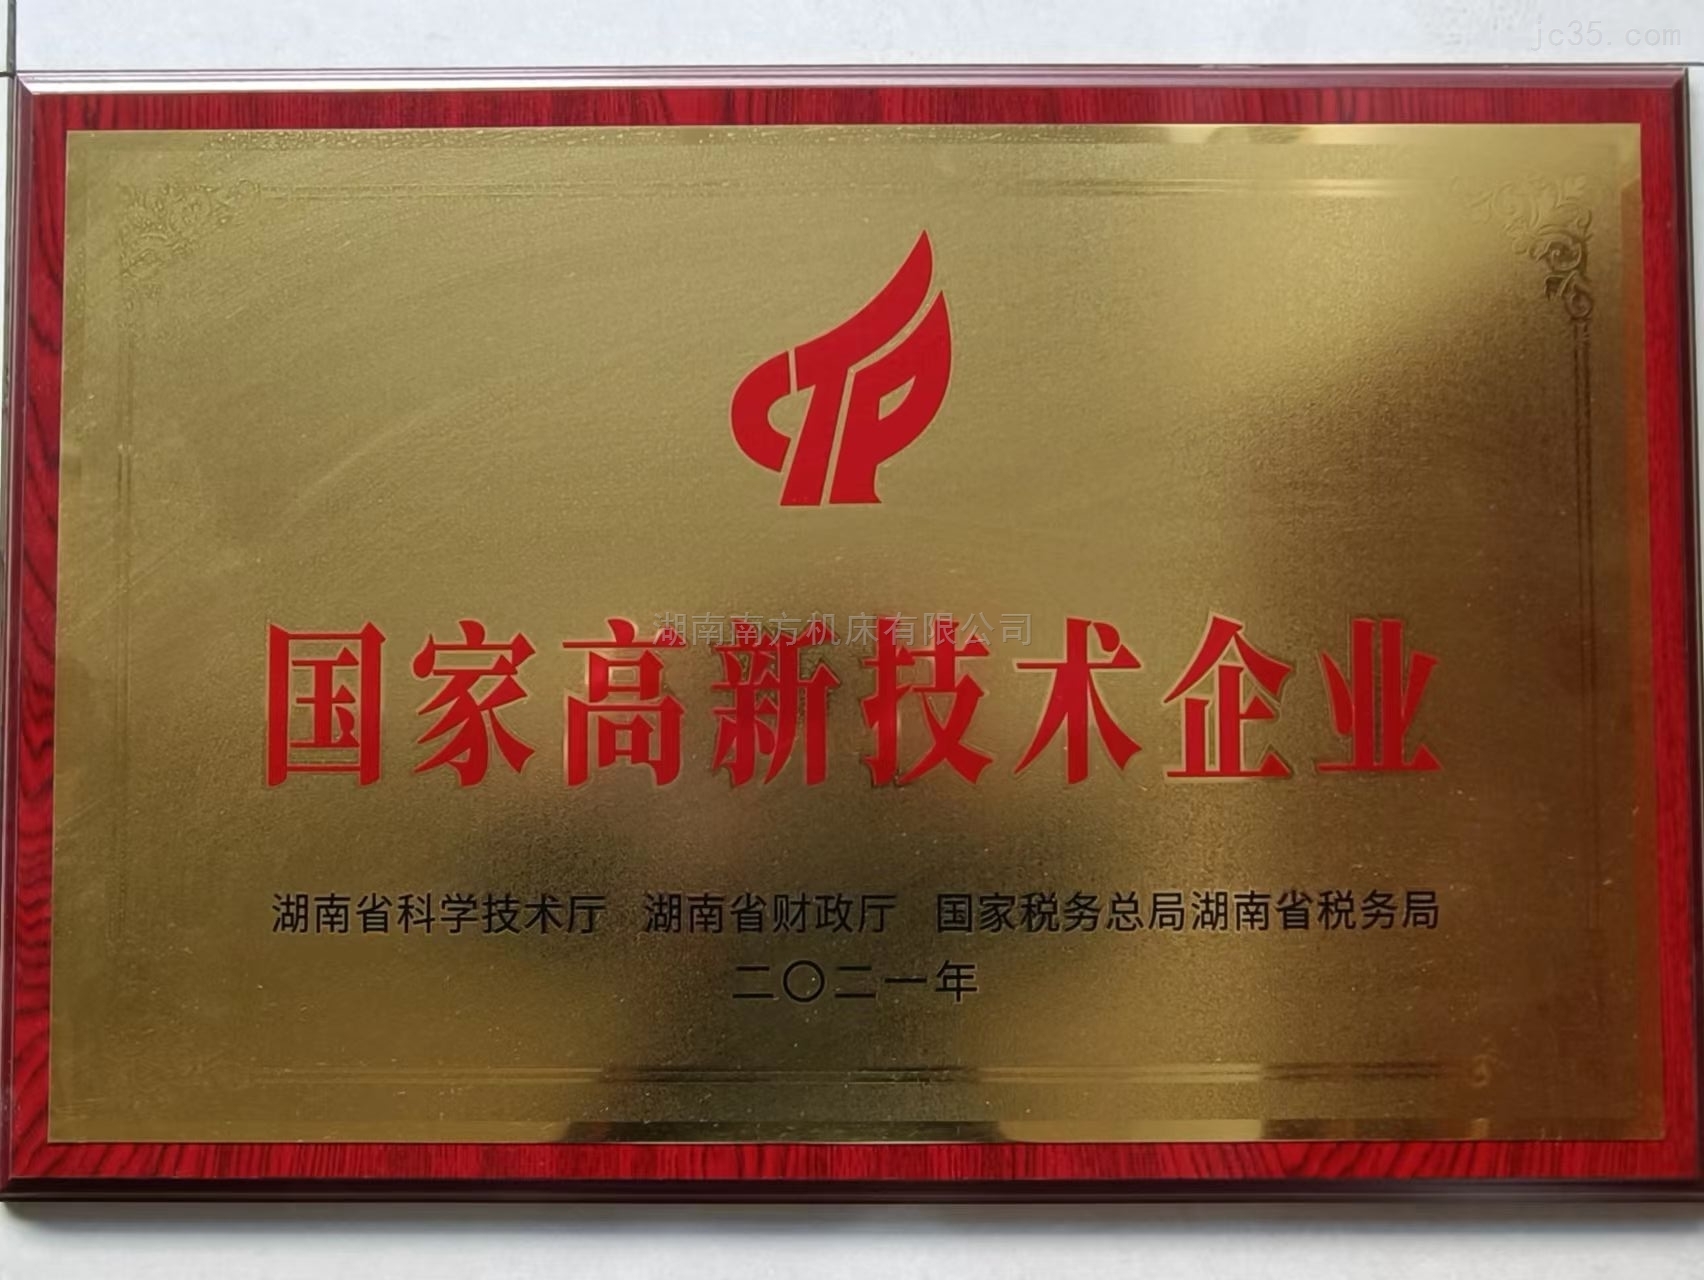 jc35.com
湖南南方机床有限公司
国家高新技术企业
湖南省科学技术厅 湖南省财政厅 国家税务总局湖南省税务局
二〇二一年